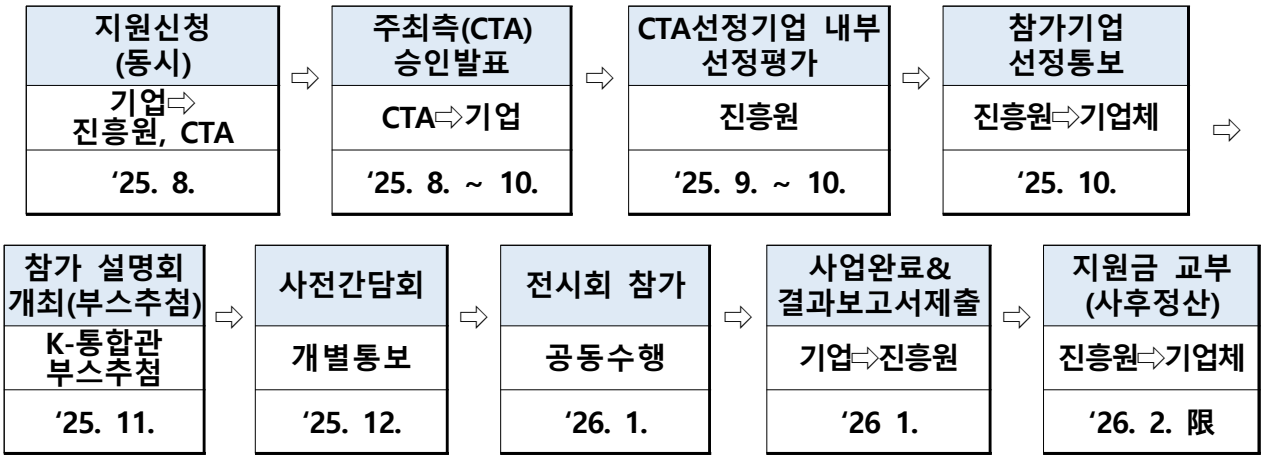 지원신청
(동시)
기업⇨
진흥원, CTA
‘25. 8.
⇨
주최측(CTA)
승인발표
CTA⇨기업
‘25. 8. ~ 10.
⇨
CTA선정기업 내부
선정평가
진흥원
‘25. 9. ~ 10.
⇨
참가기업
선정통보
진흥원⇨기업체
‘25. 10.
⇨
참가 설명회
개최(부스추첨)
K-통합관
부스추첨
‘25. 11.
⇨
사전간담회
개별통보
‘25. 12.
⇨
전시회 참가
공동수행
‘26. 1.
⇨
사업완료&
결과보고서제출
기업⇨진흥원
‘26 1.
⇨
지원금 교부
(사후정산)
진흥원⇨기업체
‘26. 2. 限